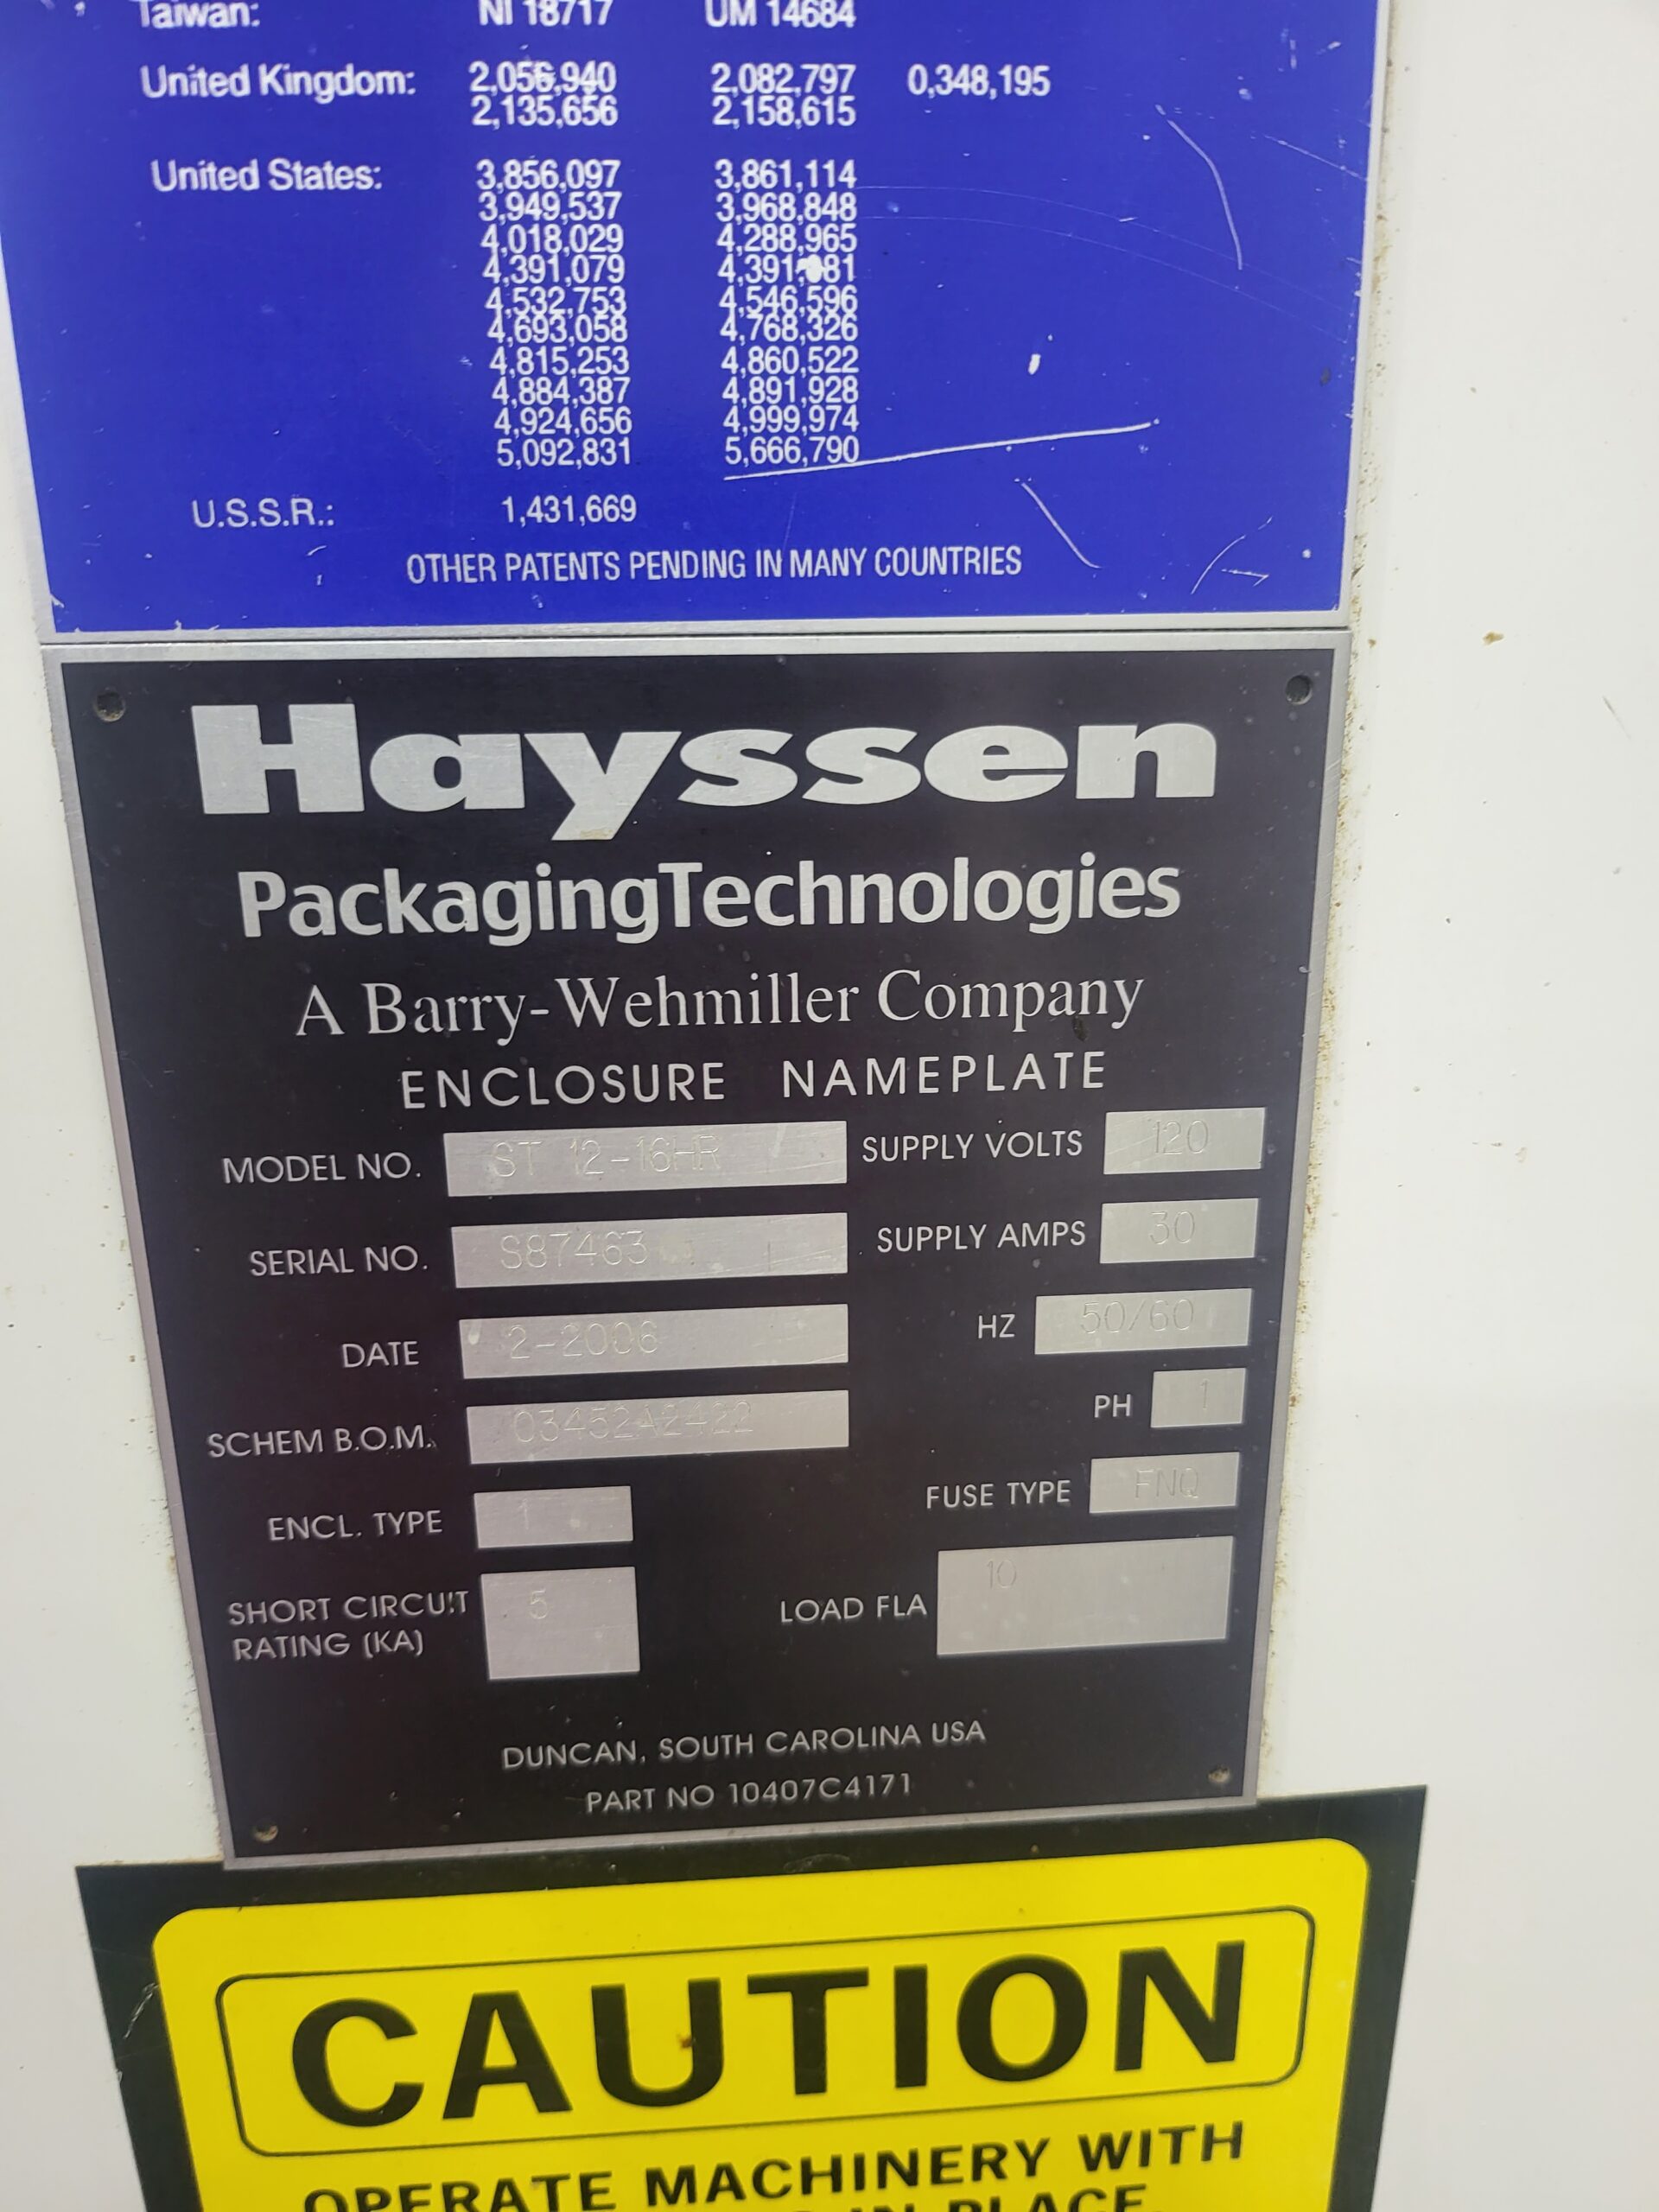 Taiwan: NI 18717 UM 14684
United Kingdom: 2,056,940 2,082,797 0,348,195
2,135,656 2,158,615
United States: 3,856,097 3,861,114
3,949,537 3,968,848
4,018,029 4,288,965
4,391,079
4,532,753 4,546,596
4,693,058 4,768,326
4,815,253 4,860,522
4,884,387 4,891,928
4,924,656 4,999,974
5,092,831 5,666,790
U.S.S.R.: 1,431,669
OTHER PATENTS PENDING IN MANY COUNTRIES
Hayssen
PackagingTechnologies
A Barry-Wehmiller Company
ENCLOSURE NAMEPLATE
MODEL NO. ST 12-16HR SUPPLY VOLTS 120
SERIAL NO. S87463 SUPPLY AMPS 30
DATE 2-2006 HZ 50/60
SCHEM B.O.M. 03452A2422 PH 1
ENCL. TYPE 1 FUSE TYPE FNQ
SHORT CIRCUIT RATING (KA) 5 LOAD FLA 10
DUNCAN, SOUTH CAROLINA USA
PART NO 10407C4171
CAUTION
OPERATE MACHINERY WITH
IN PLACE.